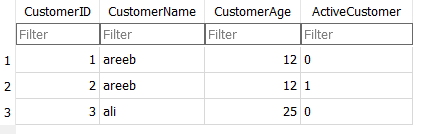 CustomerID CustomerName CustomerAge ActiveCustomer
Filter Filter Filter Filter
1 1 areeb 12 0
2 2 areeb 12 1
3 3 ali 25 0